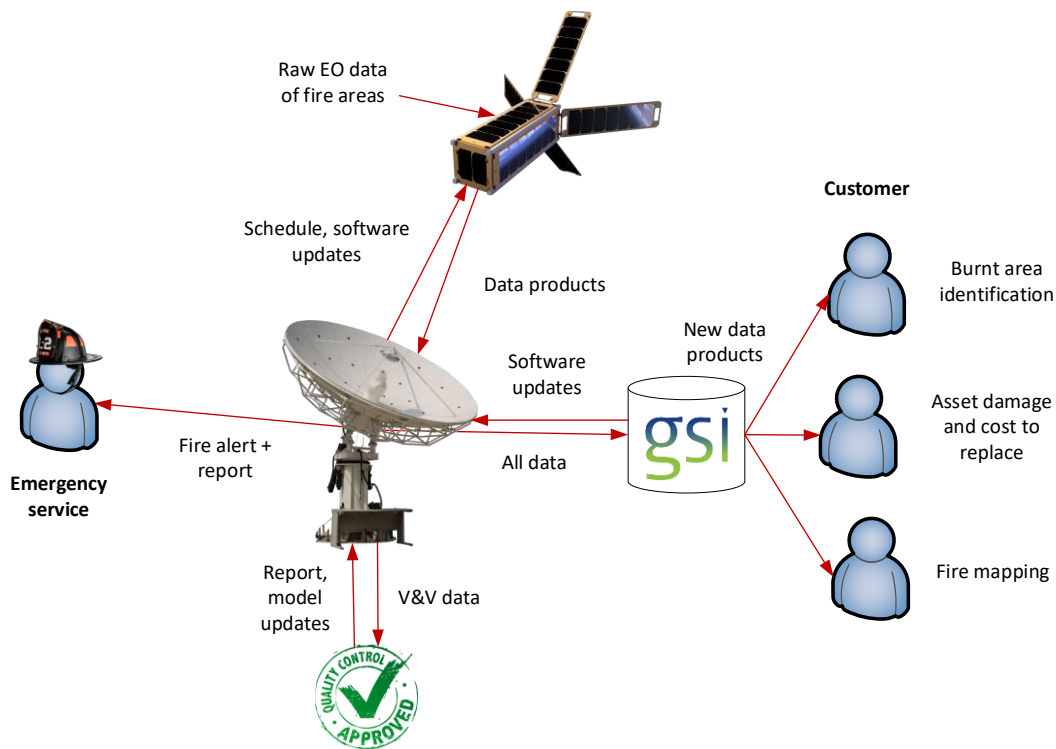 Raw EO data
of fire areas
Customer
Schedule, software
updates
Data products
Burnt area
identification
New data
products
Software
updates
gsi
Asset damage
and cost to
replace
Fire alert +
report
All data
Emergency
service
Report,
model
updates
V&V data
Fire mapping
QUALITY CONTROL
APPROVED